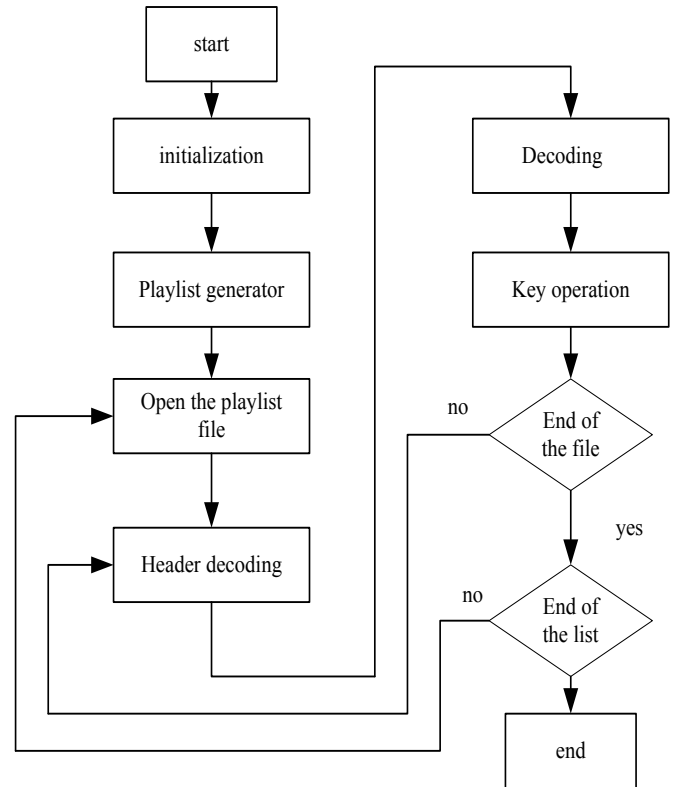 start
initialization
Playlist generator
Open the playlist
file
Header decoding
Decoding
Key operation
no
End of
the file
yes
no
End of
the list
end